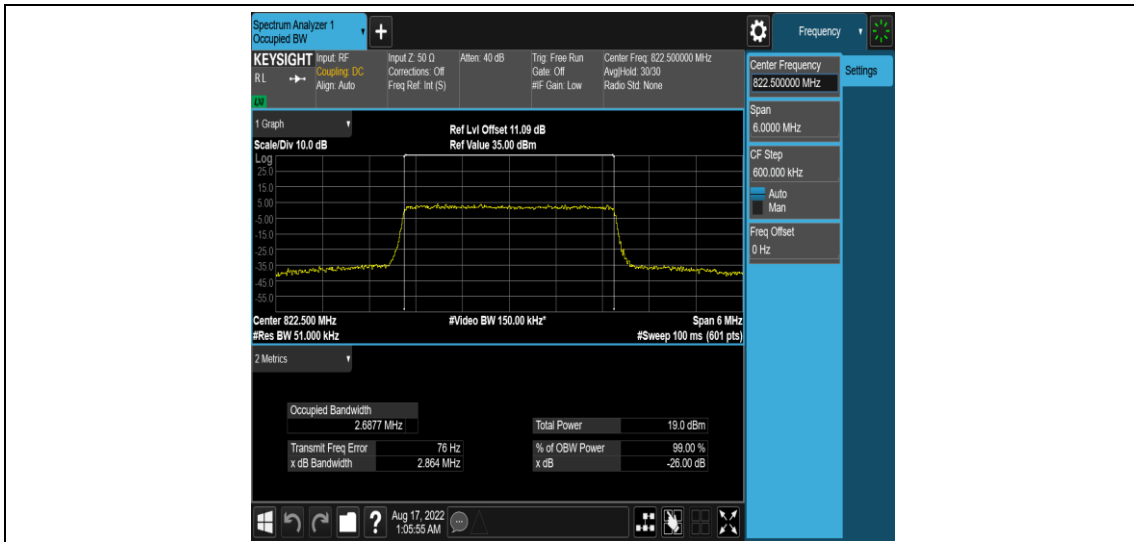 Spectrum Analyzer 1
Occupied BW
+
Frequency
KEYSIGHT
RL
LXI
Input: RF
Coupling: DC
Align: Auto
Input Z: 50 Ω
Corrections: Off
Freq Ref: Int (S)
Atten: 40 dB
Trig: Free Run
Gate: Off
#IF Gain: Low
Center Freq: 822.500000 MHz
Avg|Hold: 30/30
Radio Std: None
Center Frequency
822.500000 MHz
Settings
Span
6.0000 MHz
CF Step
600.000 kHz
Auto
Man
Freq Offset
0 Hz
1 Graph
Ref Lvl Offset 11.09 dB
Scale/Div 10.0 dB
Ref Value 35.00 dBm
Log
25.0
15.0
5.00
-5.00
-15.0
-25.0
-35.0
-45.0
-55.0
Center 822.500 MHz
#Video BW 150.00 kHz*
Span 6 MHz
#Res BW 51.000 kHz
#Sweep 100 ms (601 pts)
2 Metrics
Occupied Bandwidth
2.6877 MHz
Total Power 19.0 dBm
Transmit Freq Error 76 Hz
% of OBW Power 99.00 %
x dB Bandwidth 2.864 MHz
x dB -26.00 dB
?
Aug 17, 2022
1:05:55 AM